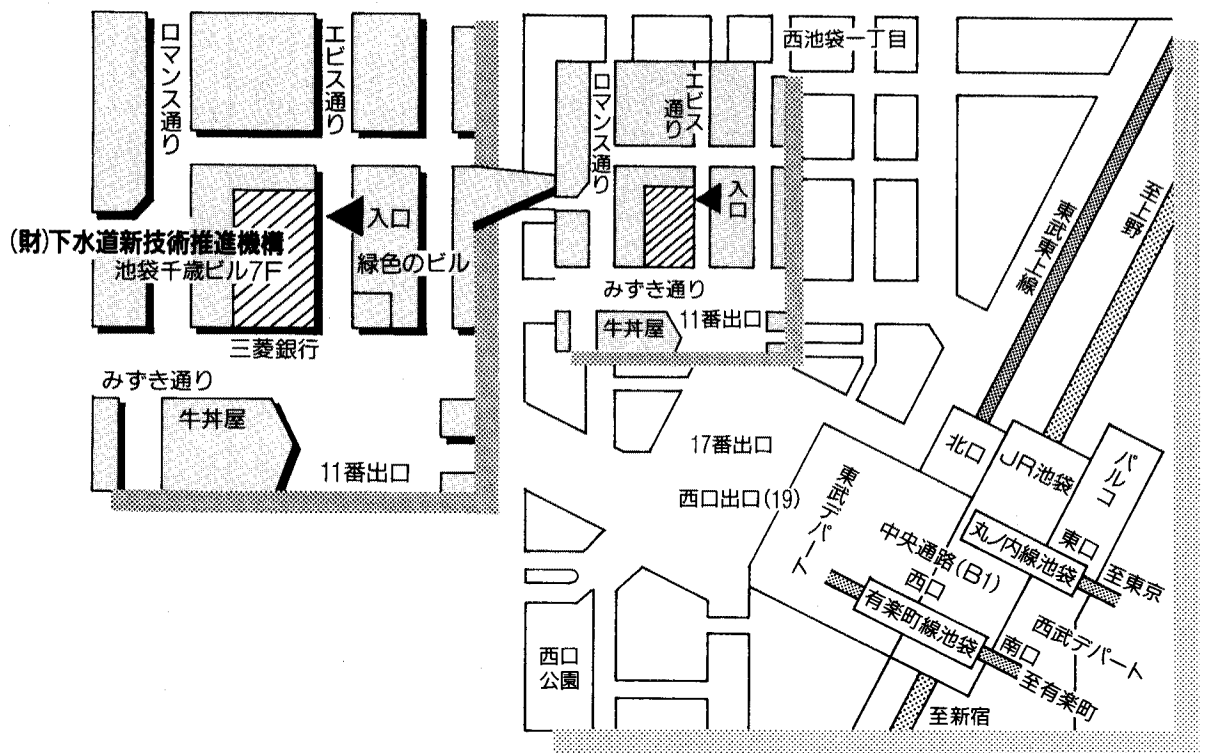 ロマンス通り
エビス通り
入口
(財)下水道新技術推進機構
池袋千歳ビル7F
緑色のビル
三菱銀行
みずき通り
牛丼屋
11番出口
西池袋一丁目
ロマンス通り
エビス
通り
入口
みずき通り
牛丼屋
11番出口
17番出口
西口出口(19)
東武東上線
至上野
北口
JR池袋
パルコ
東武デパート
中央通路(B1)
西口
丸ノ内線池袋
東口
至東京
有楽町線池袋
南口
西武デパート
至有楽町
至新宿
西口
公園